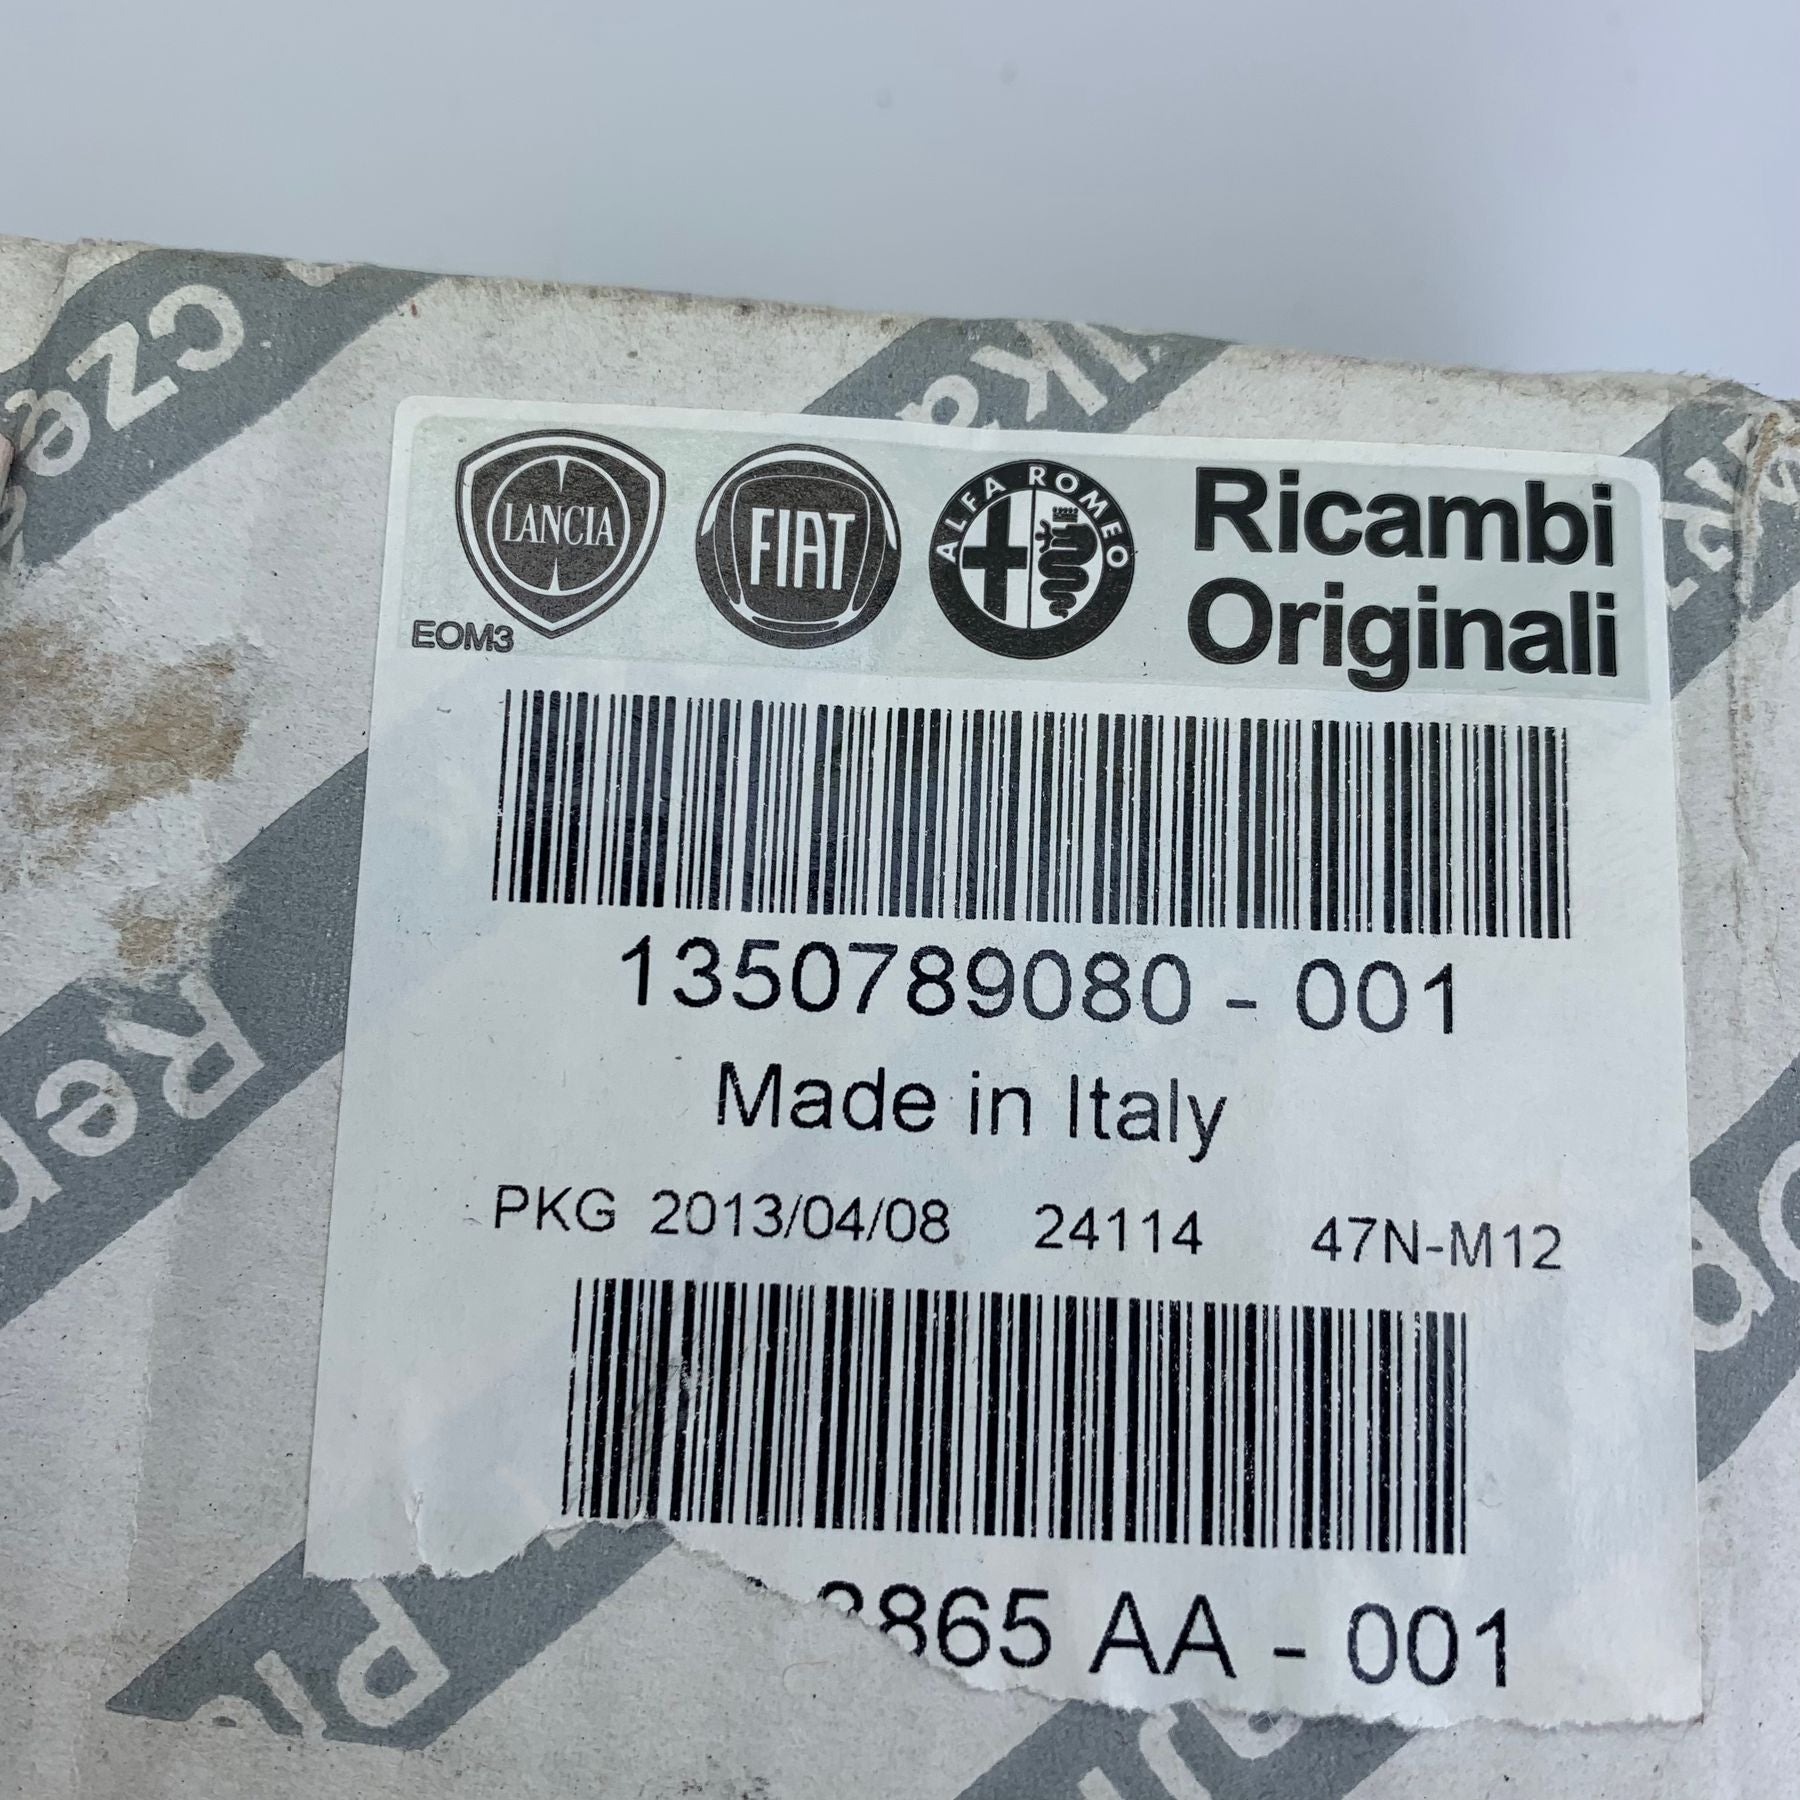 LANCIA
FIAT
ALFA ROMEO
Ricambi
Originali
EOM3
1350789080 - 001
Made in Italy
PKG 2013/04/08 24114 47N-M12
865 AA - 001